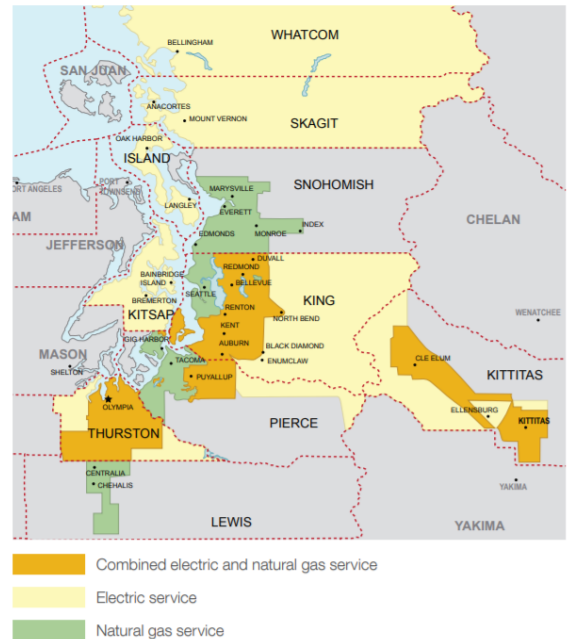 WHATCOM
BELLINGHAM
SAN JUAN
ANACORTES
MOUNT VERNON
SKAGIT
OAK HARBOR
ISLAND
PORT
TOWNSEND
ORT ANGELES
MARYSVILLE
SNOHOMISH
LANGLEY
EVERETT
AM
CHELAN
INDEX
EDMONDS
MONROE
JEFFERSON
DUVALL
REDMOND
BAINBRIDGE
ISLAND
BELLEVUE
SEATTLE
BREMERTON
KING
KITSAP
RENTON
NORTH BEND
WENATCHEE
KENT
GIG HARBOR
AUBURN
BLACK DIAMOND
MASON
TACOMA
ENUMCLAW
CLE ELUM
SHELTON
PUYALLUP
KITTITAS
OLYMPIA
ELLENSBURG
KITTITAS
THURSTON
PIERCE
CENTRALIA
CHEHALIS
YAKIMA
LEWIS
YAKIMA
Combined electric and natural gas service
Electric service
Natural gas service